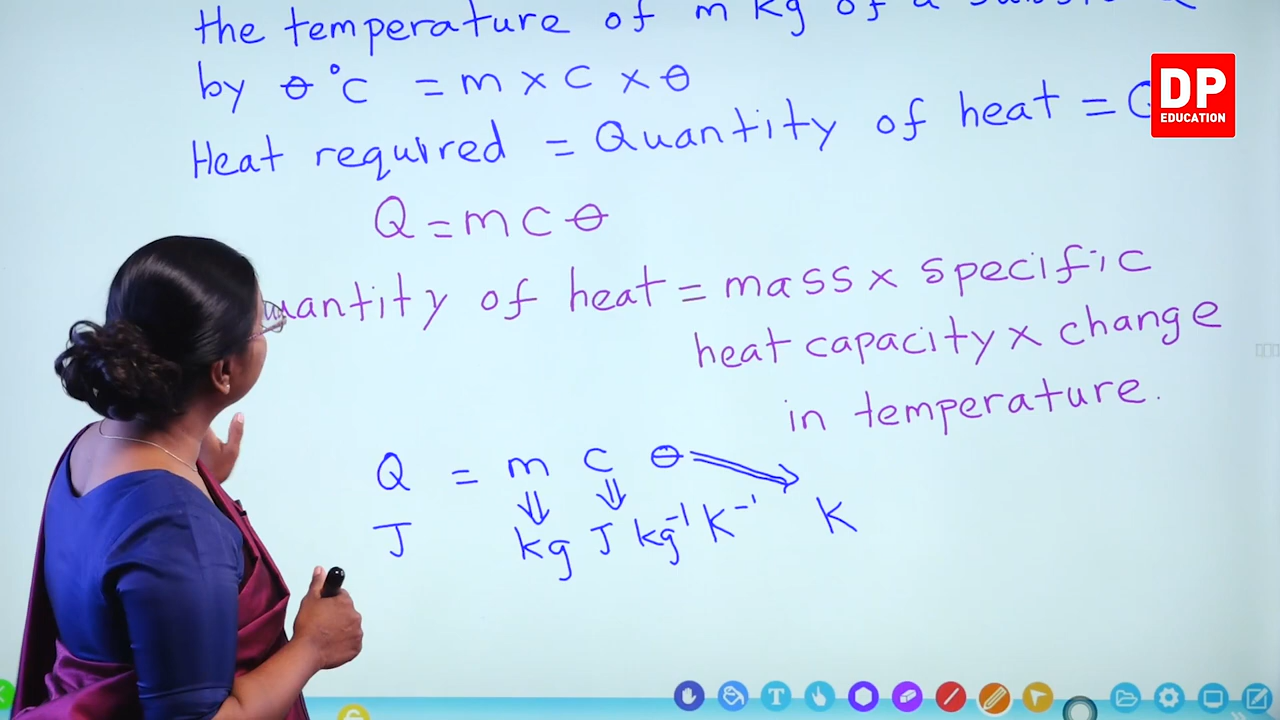 the temperature of m kg of a
by θ °C = m x c x θ
DP
EDUCATION
Heat required = Quantity of heat =
Q = m c θ
uantity of heat = mass x specific
heat capacity x change
in temperature.
Q = m c θ
J kg J kg⁻¹ K⁻¹ K